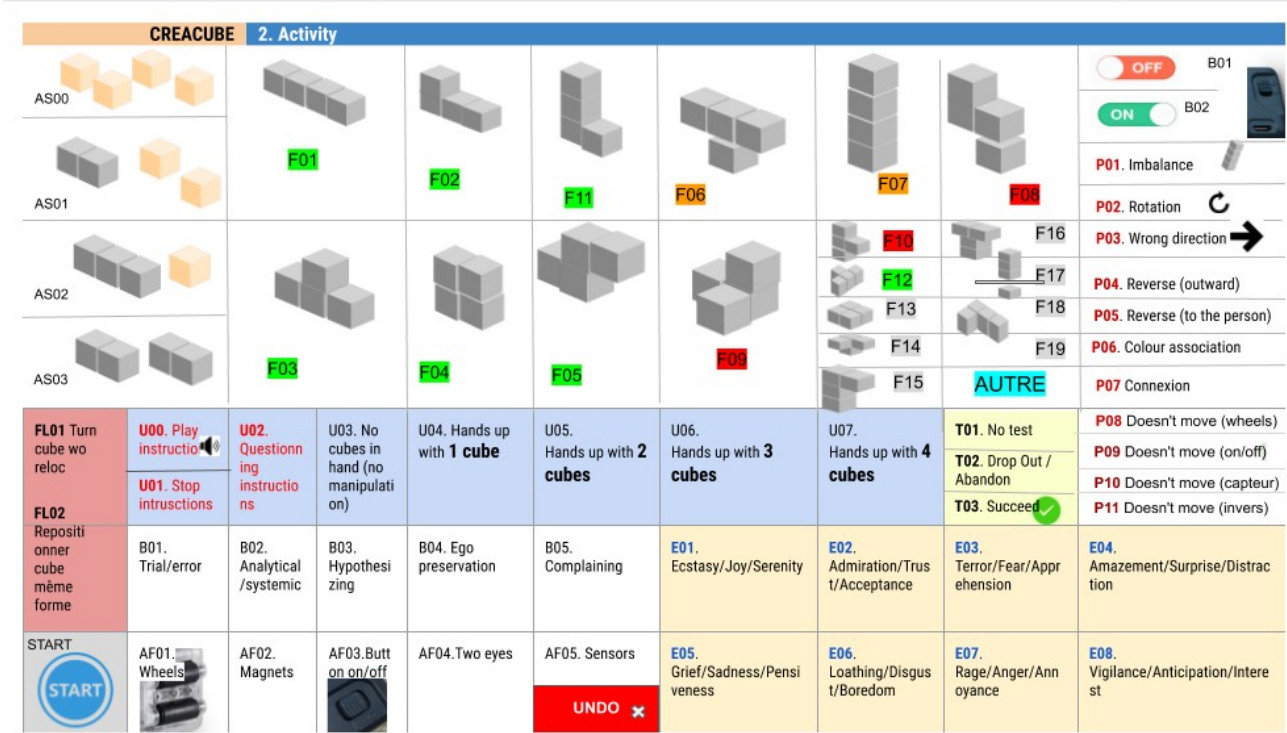 CREACUBE 2. Activity
AS00
F01
F02
F11
F06
F07
F08
OFF B01
ON B02
P01. Imbalance
AS01
P02. Rotation
P03. Wrong direction
AS02
F10
F16
F12
F17
P04. Reverse (outward)
F13
F18
P05. Reverse (to the person)
AS03
F03
F04
F05
F09
F14
F19
P06. Colour association
F15
AUTRE
P07 Connexion
FL01 Turn
cube wo
reloc
FL02
Repositi
onner
cube
même
forme
U00. Play
instructio
U01. Stop
intrusctions
U02.
Questionn
ing
instructio
ns
U03. No
cubes in
hand (no
manipulati
on)
U04. Hands up
with 1 cube
U05.
Hands up with 2
cubes
U06.
Hands up with 3
cubes
U07.
Hands up with 4
cubes
T01. No test
T02. Drop Out /
Abandon
T03. Succeed
P08 Doesn't move (wheels)
P09 Doesn't move (on/off)
P10 Doesn't move (capteur)
P11 Doesn't move (invers)
B01.
Trial/error
B02.
Analytical
/systemic
B03.
Hypothesi
zing
B04. Ego
preservation
B05.
Complaining
E01.
Ecstasy/Joy/Serenity
E02.
Admiration/Trus
t/Acceptance
E03.
Terror/Fear/Appr
ehension
E04.
Amazement/Surprise/Distrac
tion
START
START
AF01.
Wheels
AF02.
Magnets
AF03.Butt
on on/off
AF04.Two eyes
AF05. Sensors
UNDO
E05.
Grief/Sadness/Pensi
veness
E06.
Loathing/Disgus
t/Boredom
E07.
Rage/Anger/Ann
oyance
E08.
Vigilance/Anticipation/Intere
st